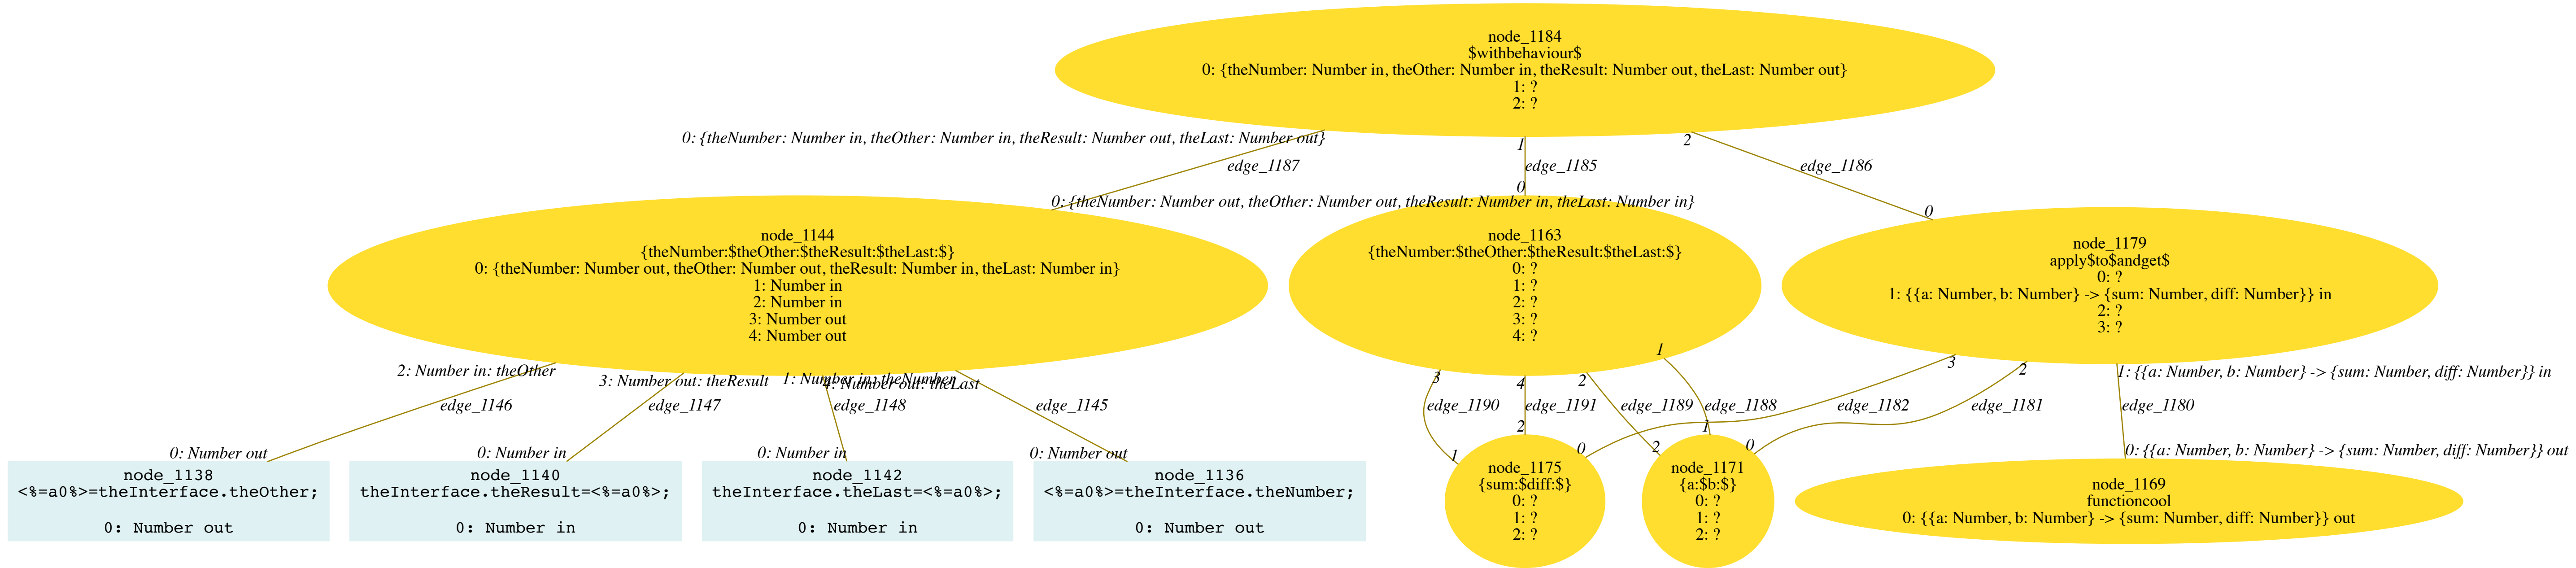 node_1184
$withbehaviour$
0: {theNumber: Number in, theOther: Number in, theResult: Number out, theLast: Number out}
1: ?
2: ?
0: {theNumber: Number in, theOther: Number in, theResult: Number out, theLast: Number out}
1
2
edge_1187
edge_1185
edge_1186
0: {theNumber: Number out, theOther: Number out, theResult: Number in, theLast: Number in}
0
0
node_1144
{theNumber:$theOther:$theResult:$theLast:$}
0: {theNumber: Number out, theOther: Number out, theResult: Number in, theLast: Number in}
1: Number in
2: Number in
3: Number out
4: Number out
node_1163
{theNumber:$theOther:$theResult:$theLast:$}
0: ?
1: ?
2: ?
3: ?
4: ?
node_1179
apply$to$andget$
0: ?
1: {{a: Number, b: Number} -> {sum: Number, diff: Number}} in
2: ?
3: ?
2: Number in: theOther
3: Number out: theResult
1: Number in: theNumber
4: Number out: theLast
3
4
2
1
3
2
1: {{a: Number, b: Number} -> {sum: Number, diff: Number}} in
edge_1146
edge_1147
edge_1148
edge_1145
edge_1190
edge_1191
edge_1189
edge_1188
edge_1182
edge_1181
edge_1180
0: Number out
0: Number in
0: Number in
0: Number out
1
2
0
2
1
0
0: {{a: Number, b: Number} -> {sum: Number, diff: Number}} out
node_1138
<%=a0%>=theInterface.theOther;
0: Number out
node_1140
theInterface.theResult=<%=a0%>;
0: Number in
node_1142
theInterface.theLast=<%=a0%>;
0: Number in
node_1136
<%=a0%>=theInterface.theNumber;
0: Number out
node_1175
{sum:$diff:$}
0: ?
1: ?
2: ?
node_1171
{a:$b:$}
0: ?
1: ?
2: ?
node_1169
functioncool
0: {{a: Number, b: Number} -> {sum: Number, diff: Number}} out